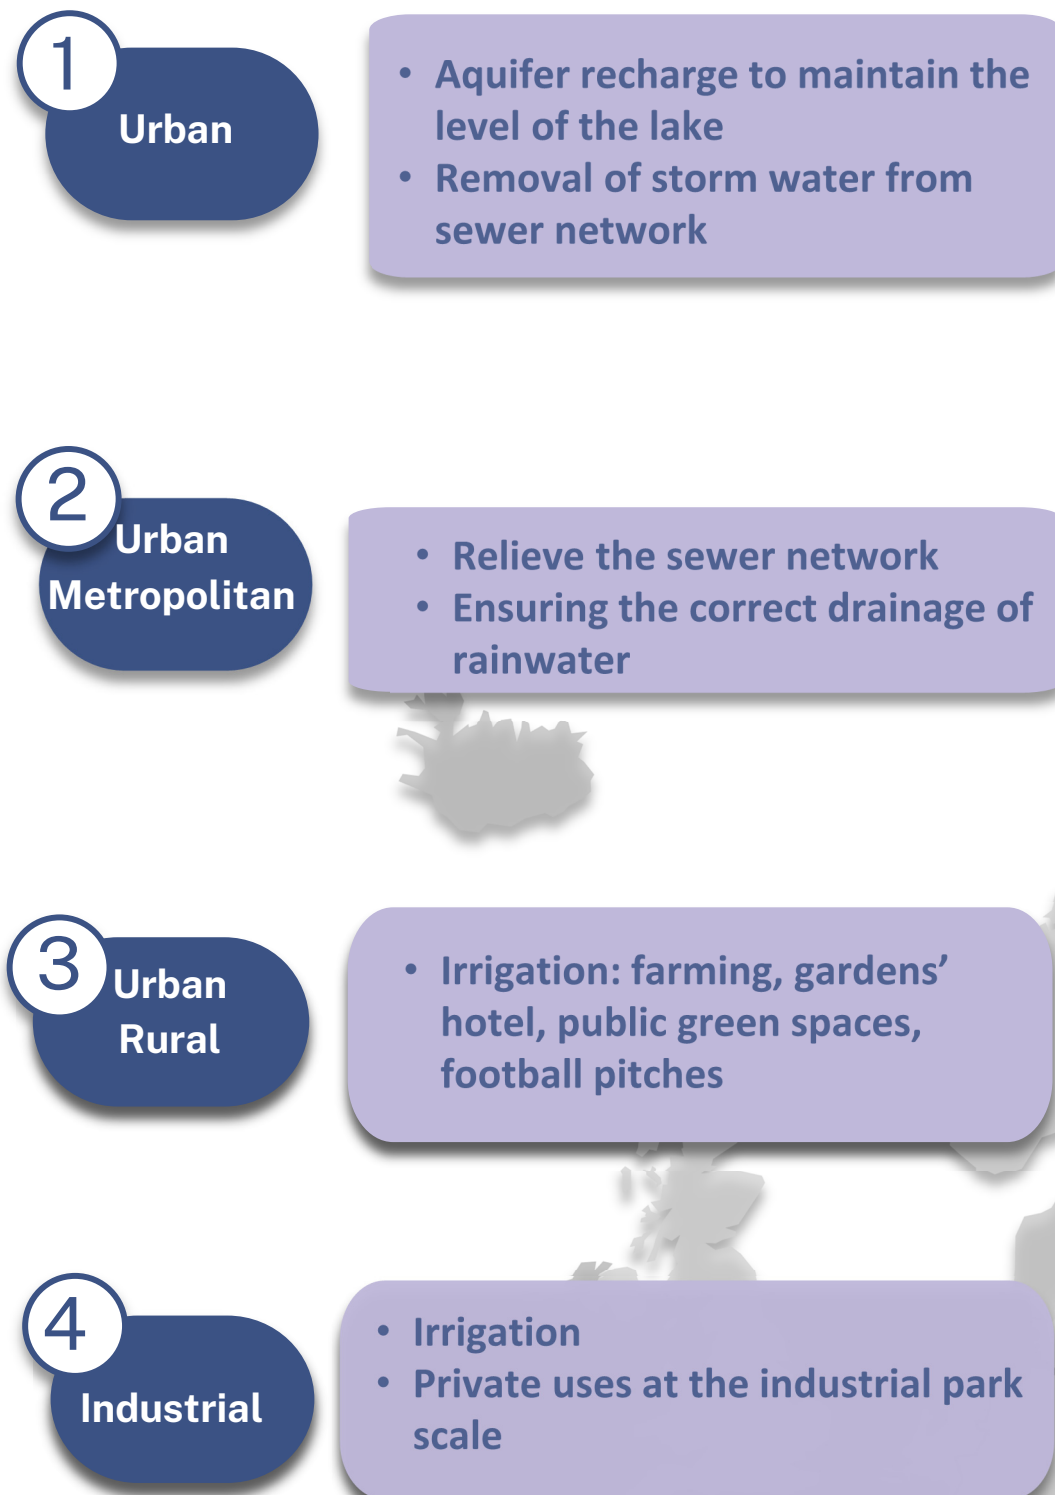 1
Urban
• Aquifer recharge to maintain the
level of the lake
• Removal of storm water from
sewer network
2
Urban
Metropolitan
• Relieve the sewer network
• Ensuring the correct drainage of
rainwater
3
Urban
Rural
• Irrigation: farming, gardens’
hotel, public green spaces,
football pitches
4
Industrial
• Irrigation
• Private uses at the industrial park
scale